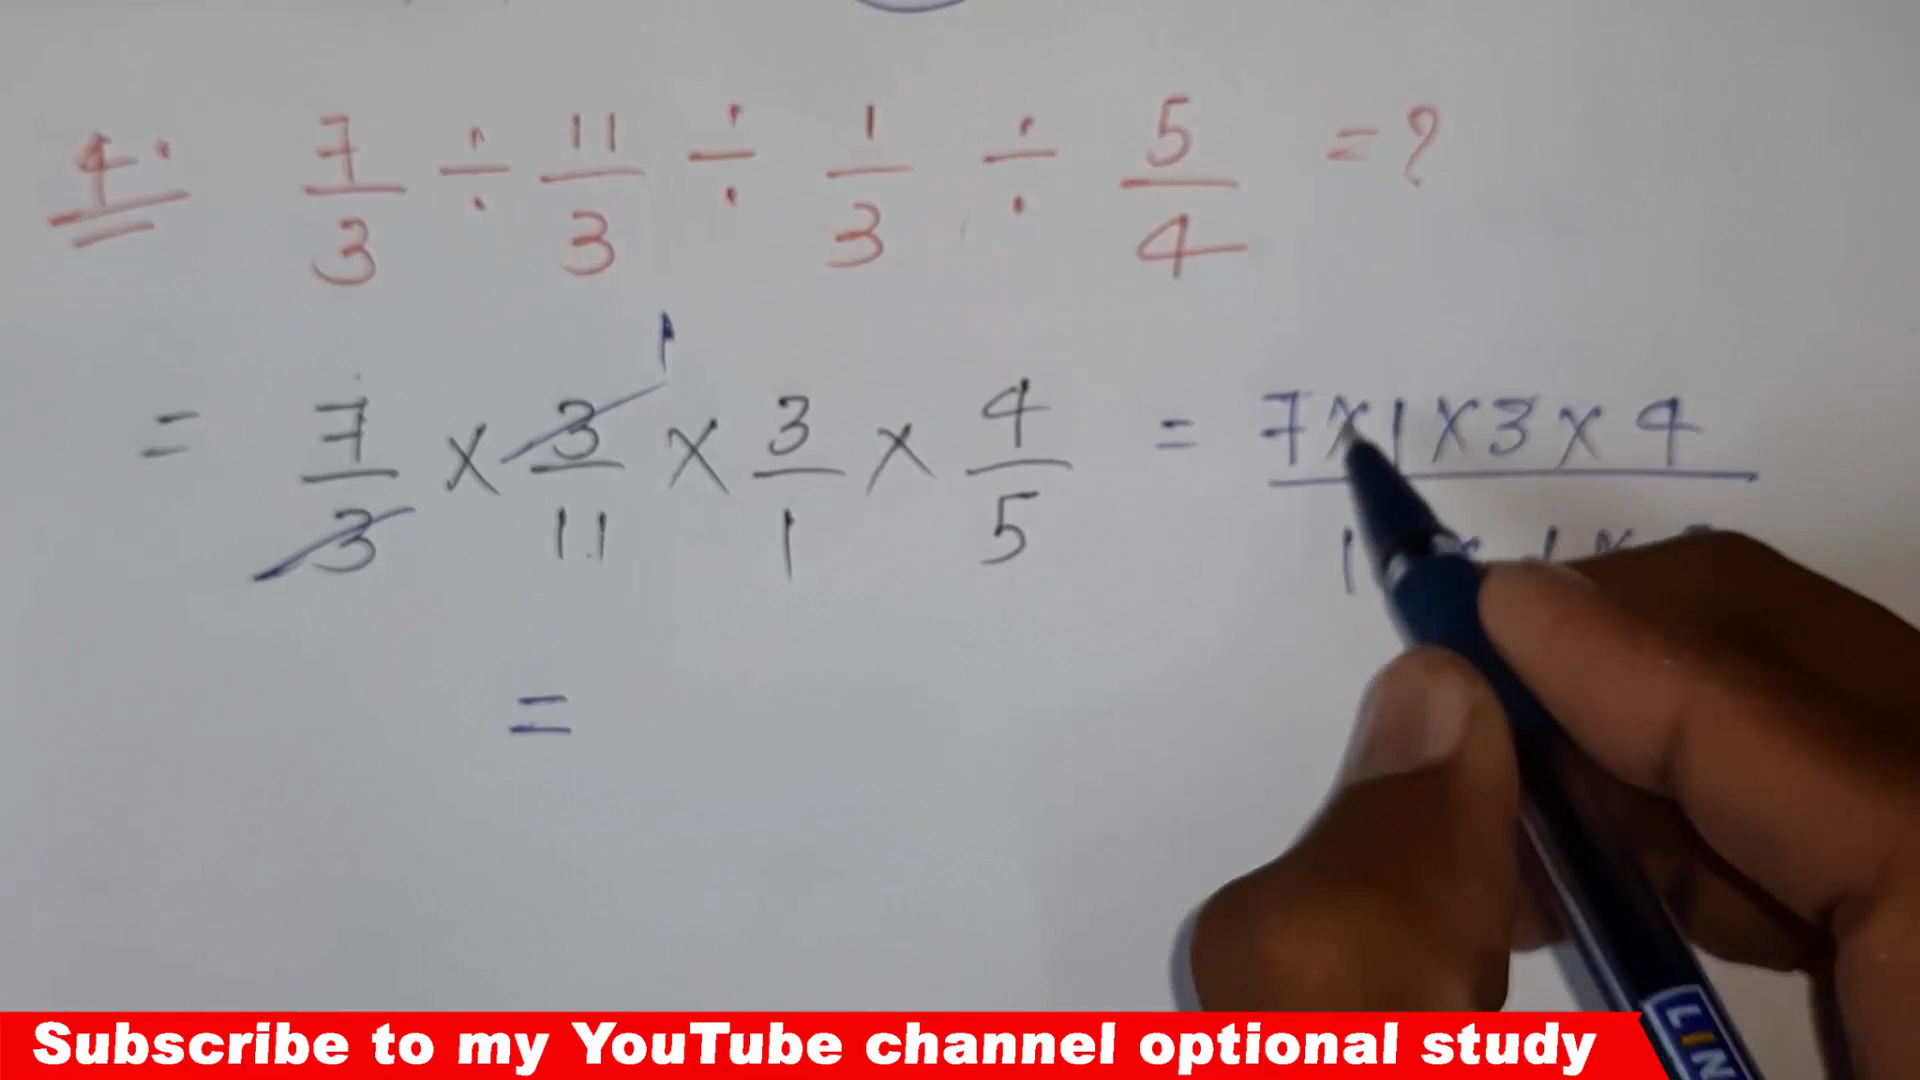 4. 7/3 ÷ 11/3 ÷ 1/3 ÷ 5/4 = ?
= 7/3 × 3/11 × 3/1 × 4/5 = 7×1×3×4
1
=
LIN
Subscribe to my YouTube channel optional study